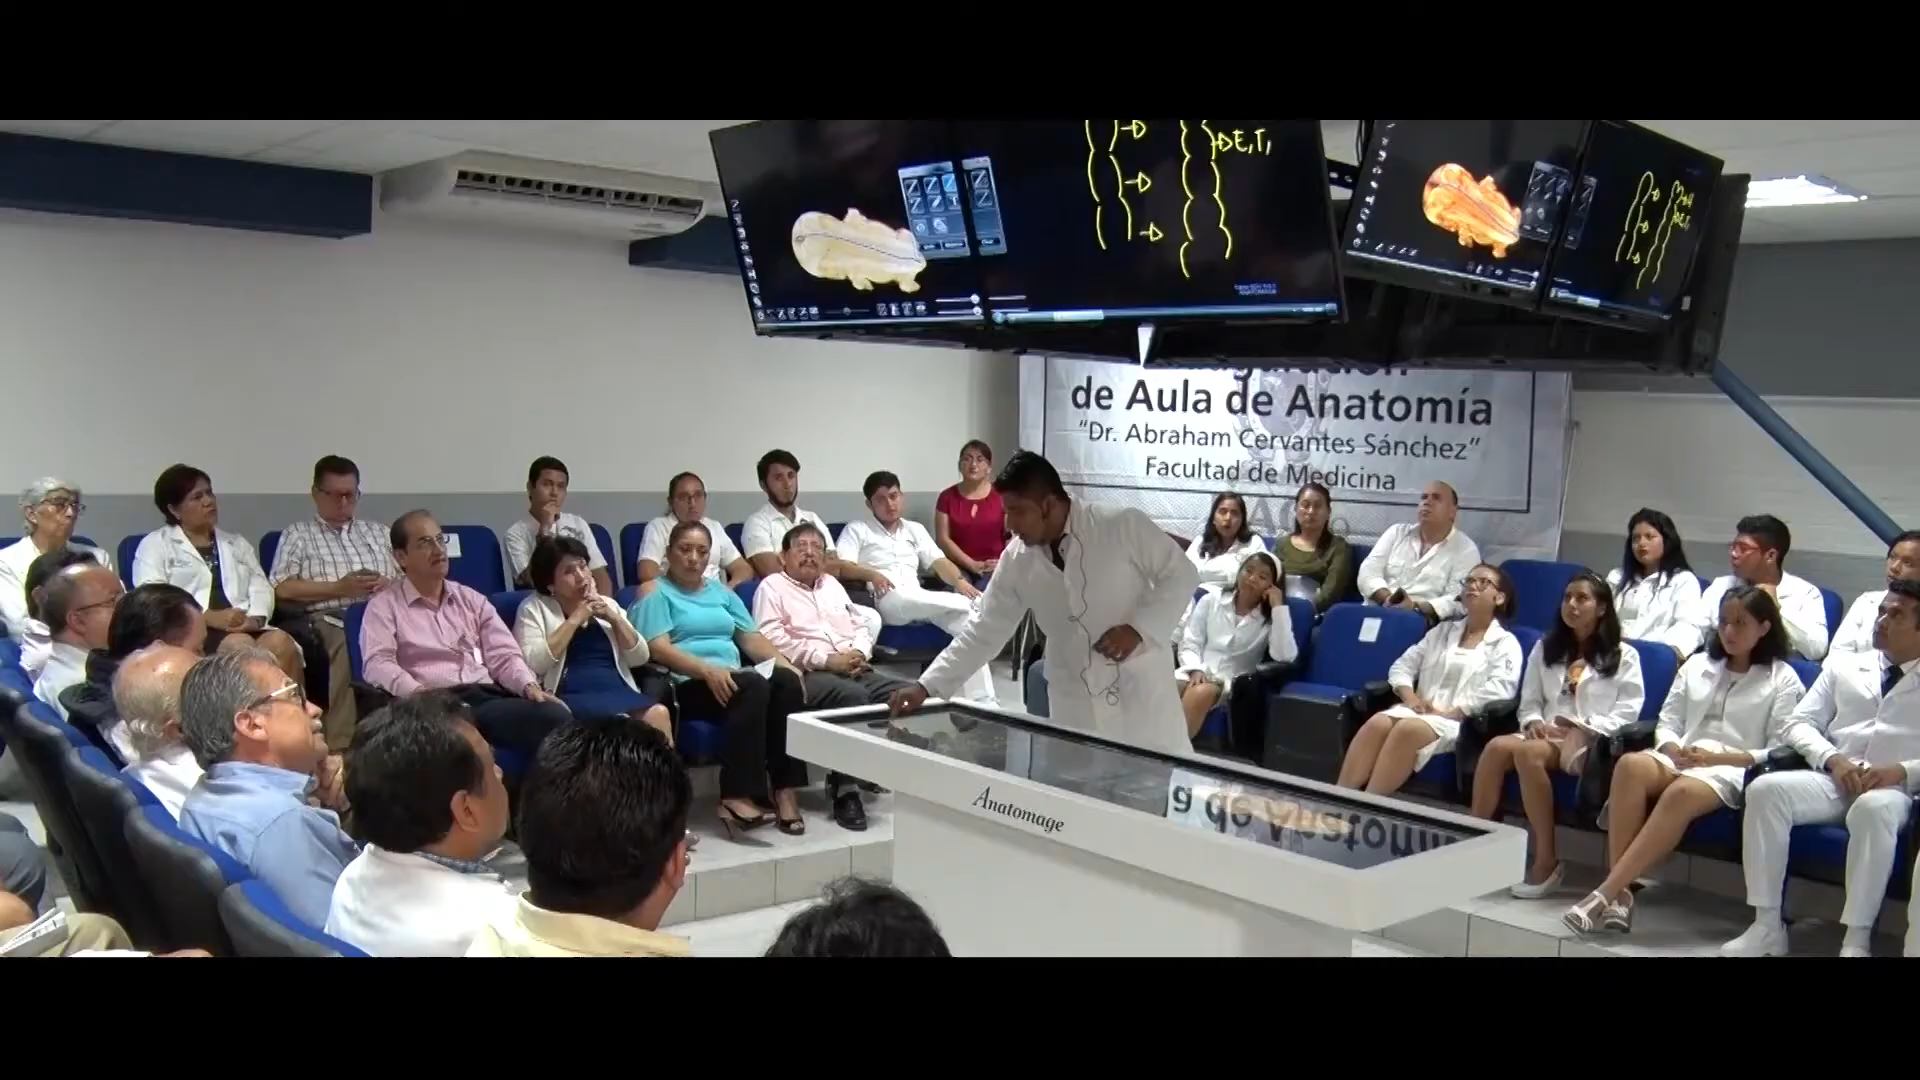 E, T,
de Aula de Anatomía
“Dr. Abraham Cervantes Sánchez”
Facultad de Medicina
Anatomage